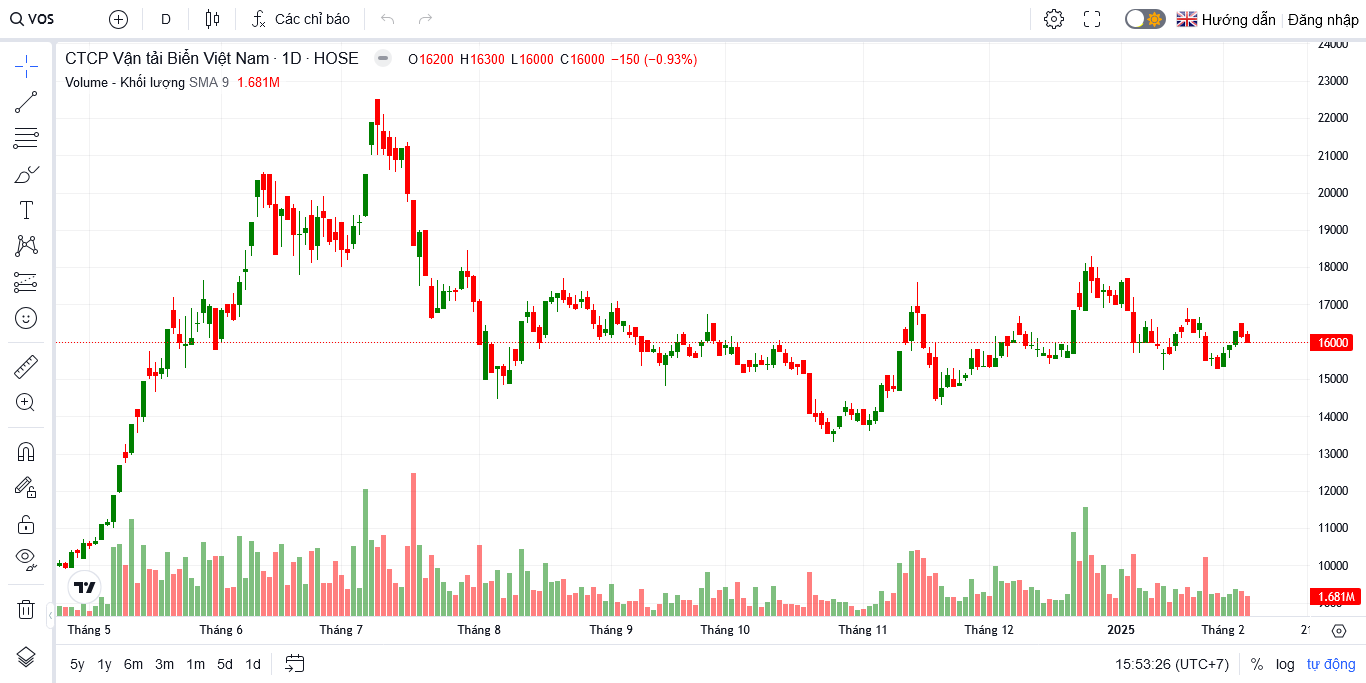 VOS D Các chỉ báo Hướng dẫn Đăng nhập
CTCP Vận tải Biển Việt Nam · 1D · HOSE O16200 H16300 L16000 C16000 −150 (−0.93%)
Volume - Khối lượng SMA 9 1.681M
24000
23000
22000
21000
20000
19000
18000
17000
16000
15000
14000
13000
12000
11000
10000
1.681M
Tháng 5 Tháng 6 Tháng 7 Tháng 8 Tháng 9 Tháng 10 Tháng 11 Tháng 12 2025 Tháng 2
5y 1y 6m 3m 1m 5d 1d 15:53:26 (UTC+7) % log tự động